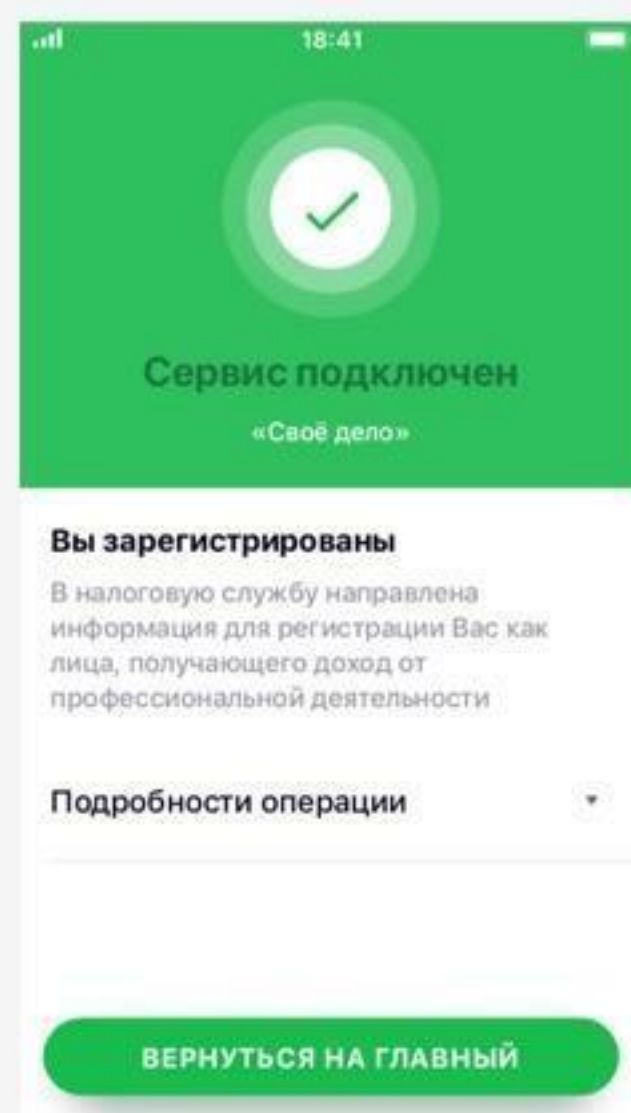 18:41
Сервис подключен
«Своё дело»
Вы зарегистрированы
В налоговую службу направлена
информация для регистрации Вас как
лица, получающего доход от
профессиональной деятельности
Подробности операции
ВЕРНУТЬСЯ НА ГЛАВНЫЙ